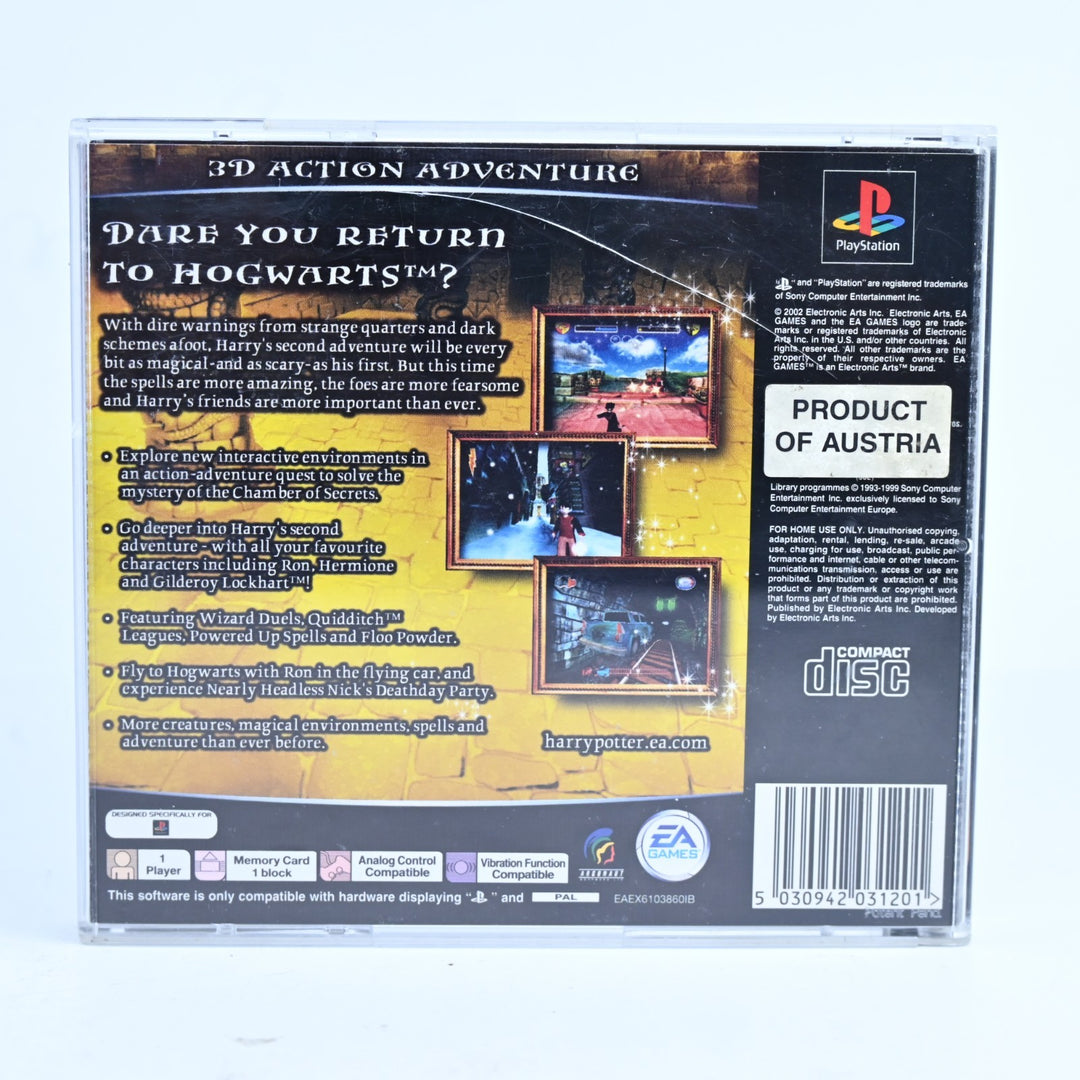 3D ACTION ADVENTURE
DARE YOU RETURN
TO HOGWARTS™?
With dire warnings from strange quarters and dark
schemes afoot, Harry's second adventure will be every
bit as magical-and as scary-as his first. But this time
the spells are more amazing, the foes are more fearsome
and Harry's friends are more important than ever.
• Explore new interactive environments in
an action-adventure quest to solve the
mystery of the Chamber of Secrets.
• Go deeper into Harry's second
adventure - with all your favourite
characters including Ron, Hermione
and Gilderoy Lockhart™!
• Featuring Wizard Duels, Quidditch™
Leagues, Powered Up Spells and Floo Powder.
• Fly to Hogwarts with Ron in the flying car, and
experience Nearly Headless Nick's Deathday Party.
• More creatures, magical environments, spells and
adventure than ever before.
harrypotter.ea.com
PlayStation
" " and "PlayStation" are registered trademarks
of Sony Computer Entertainment Inc.
© 2002 Electronic Arts Inc. Electronic Arts, EA
GAMES and the EA GAMES logo are trade-
marks or registered trademarks of Electronic
Arts Inc. in the U.S. and/or other countries. All
rights reserved. All other trademarks are the
property of their respective owners. EA
GAMES™ is an Electronic Arts™ brand.
PRODUCT
OF AUSTRIA
Library programmes © 1993-1999 Sony Computer
Entertainment Inc. exclusively licensed to Sony
Computer Entertainment Europe.
FOR HOME USE ONLY. Unauthorised copying,
adaptation, rental, lending, re-sale, arcade
use, charging for use, broadcast, public per-
formance and internet, cable or other telecom-
munications transmission, access or use are
prohibited. Distribution or extraction of this
product or any trademark or copyright work
that forms part of this product are prohibited.
Published by Electronic Arts Inc. Developed
by Electronic Arts Inc.
COMPACT
disc
DESIGNED SPECIFICALLY FOR
1
Player
Memory Card
1 block
Analog Control
Compatible
Vibration Function
Compatible
ARGONAUT
EA
GAMES
This software is only compatible with hardware displaying " " and PAL
EAEX6103860IB
5 030942 031201 >
Patent Pend.